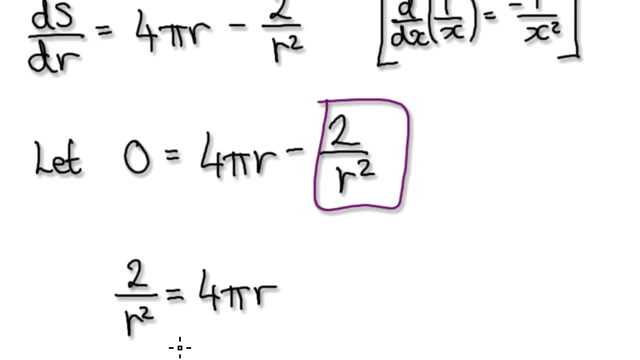 dS/dr = 4πr - 2/r² [d/dx(1/x) = -1/x²]
Let 0 = 4πr - 2/r²
2/r² = 4πr